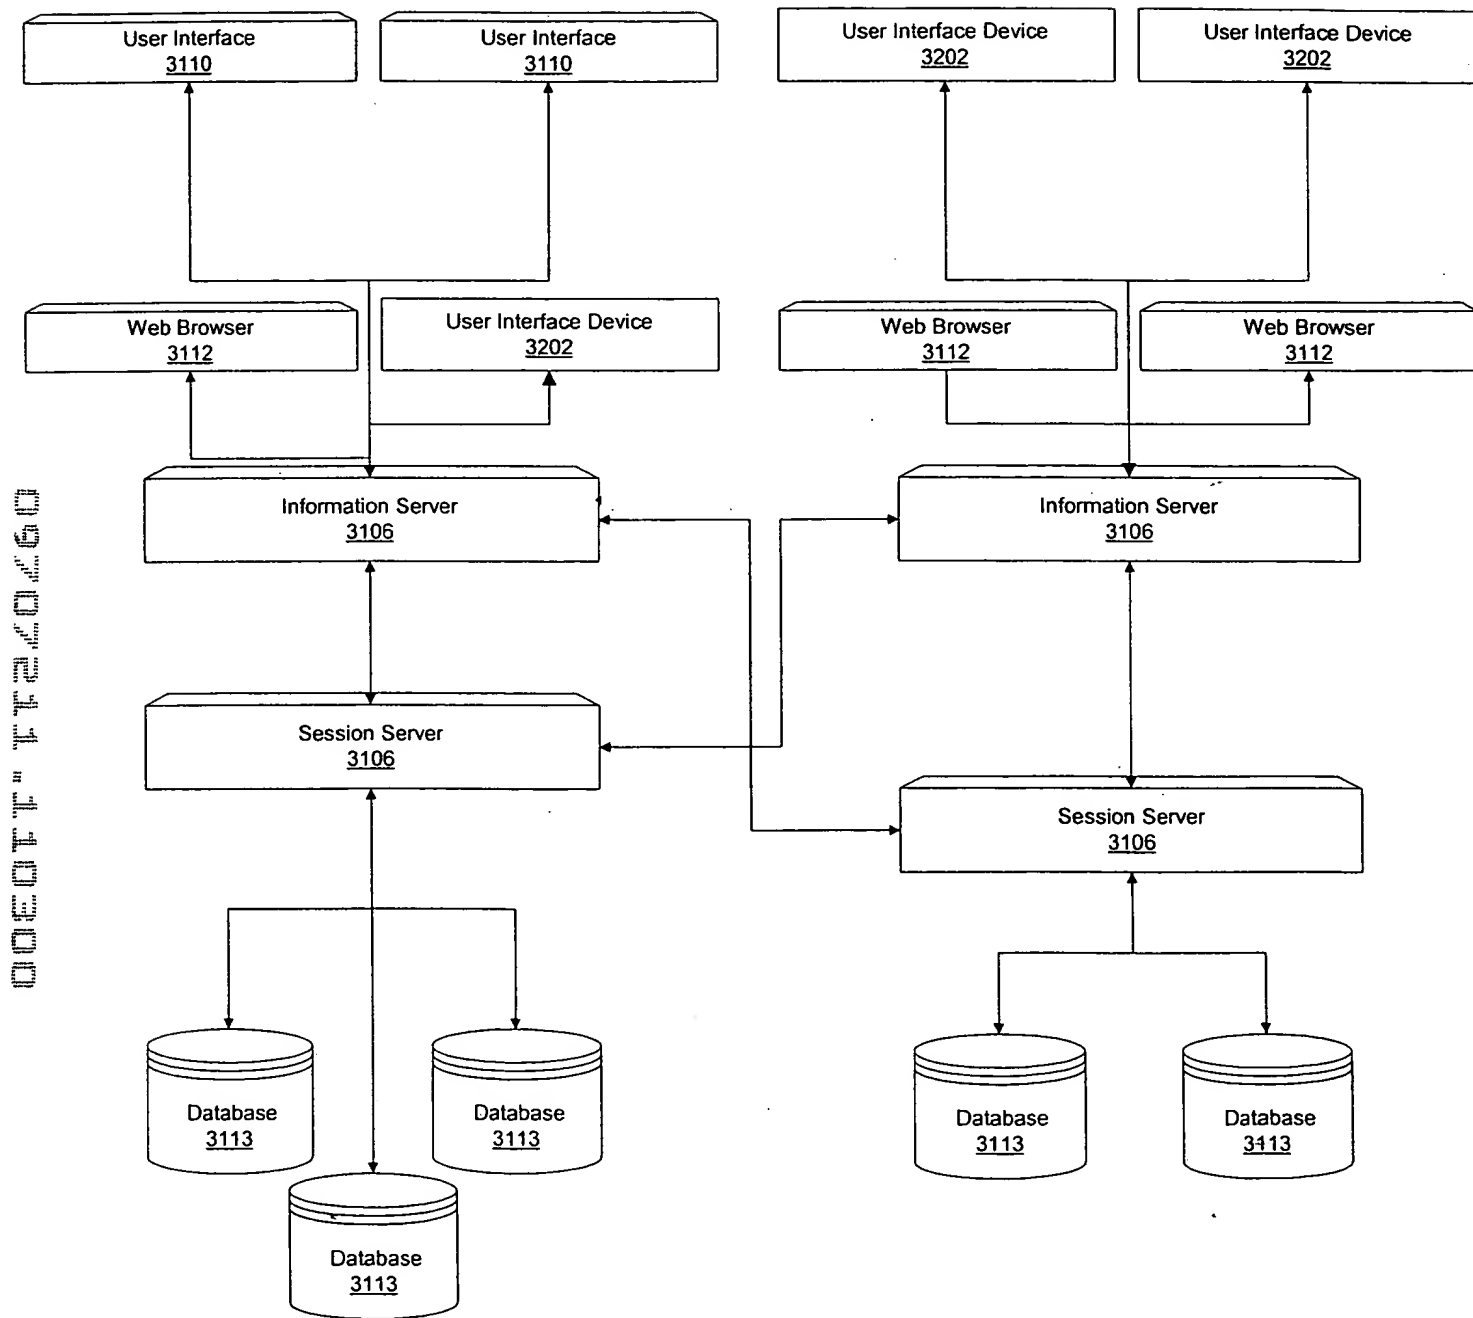 User Interface
3110
User Interface
3110
User Interface Device
3202
User Interface Device
3202
Web Browser
3112
User Interface Device
3202
Web Browser
3112
Web Browser
3112
Information Server
3106
Information Server
3106
Session Server
3106
Session Server
3106
Database
3113
Database
3113
Database
3113
Database
3113
Database
3113
09707211.110300